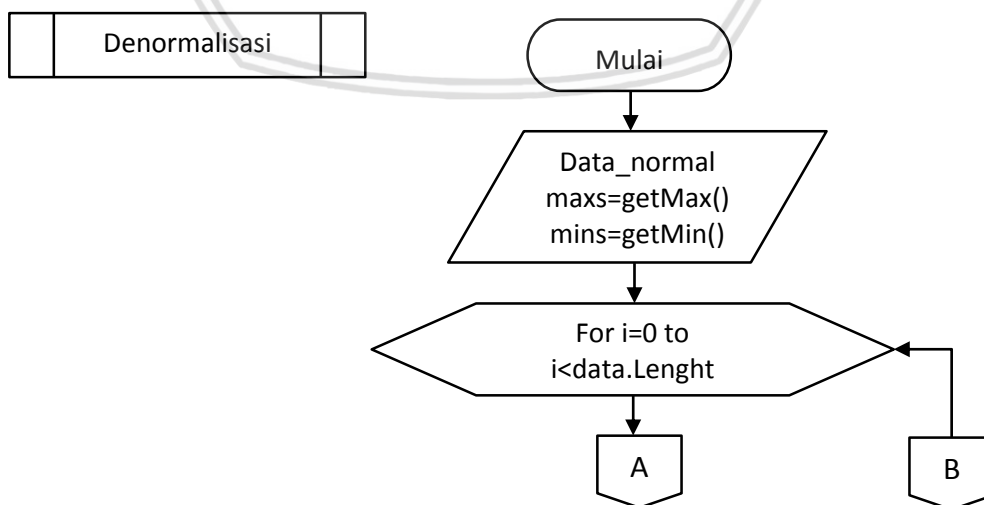 Denormalisasi
Mulai
Data_normal
maxs=getMax()
mins=getMin()
For i=0 to
i<data.Lenght
A
B